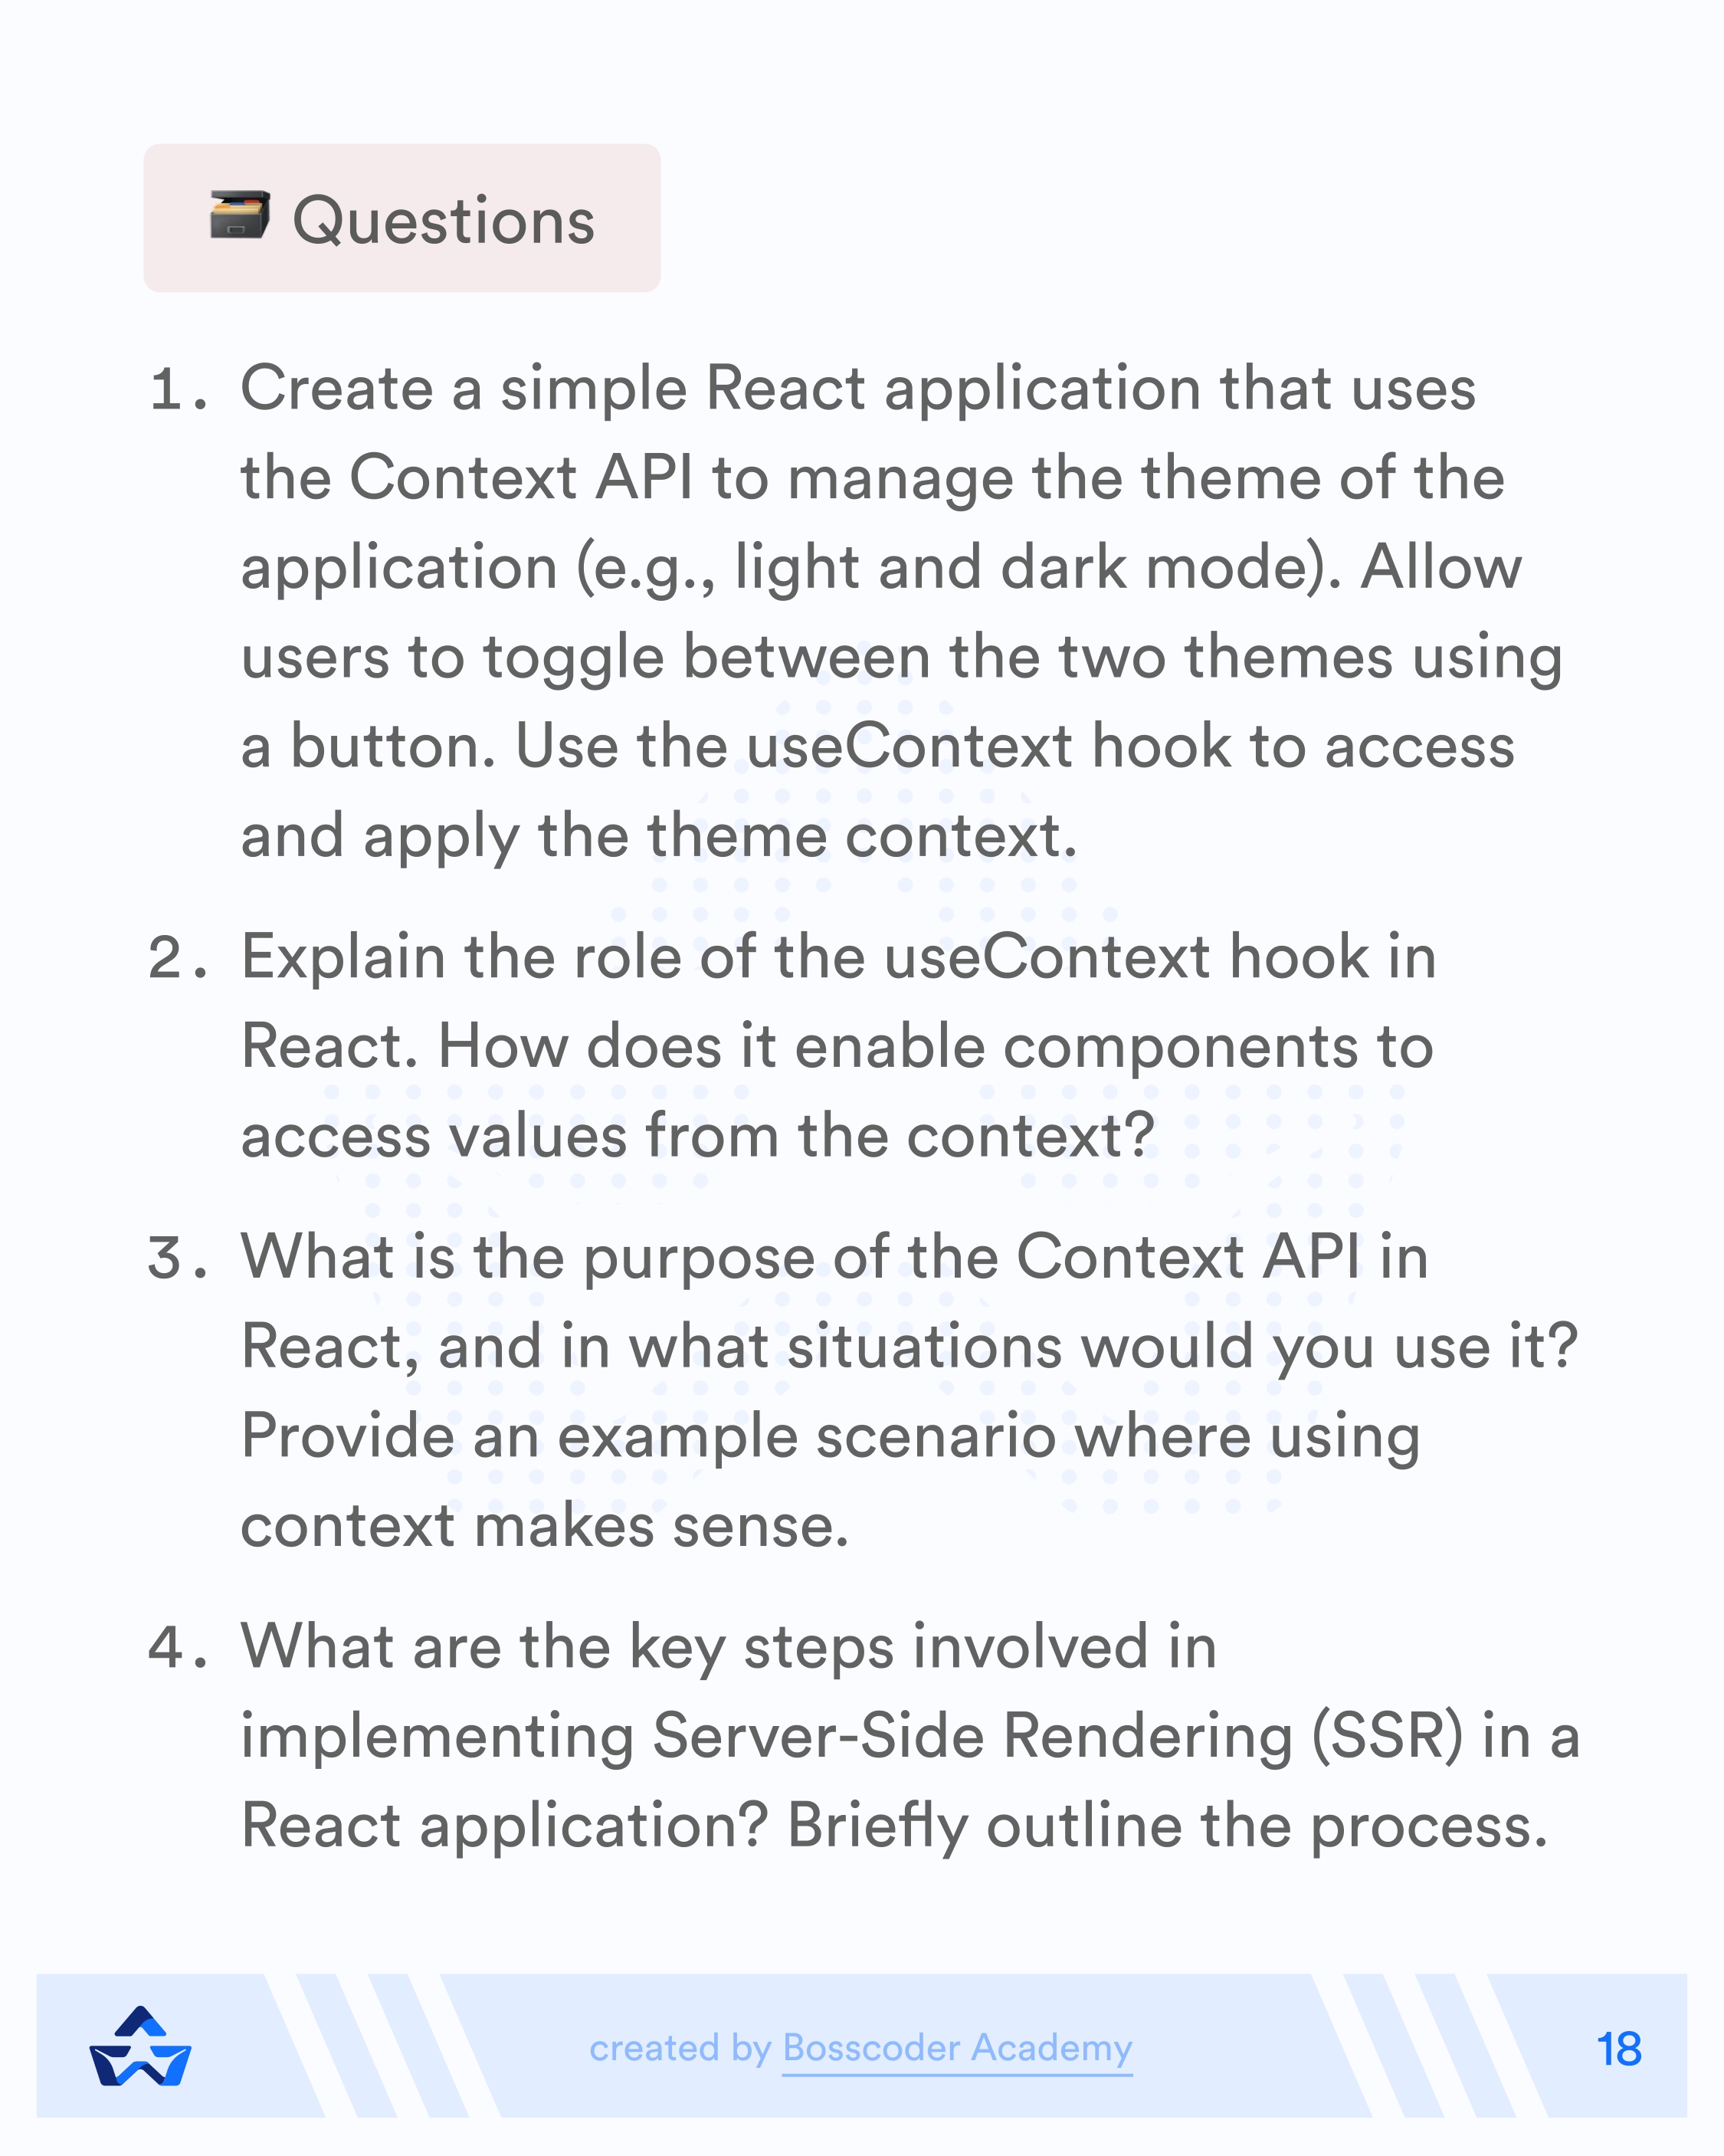 Questions
1. Create a simple React application that uses
the Context API to manage the theme of the
application (e.g., light and dark mode). Allow
users to toggle between the two themes using
a button. Use the useContext hook to access
and apply the theme context.
2. Explain the role of the useContext hook in
React. How does it enable components to
access values from the context?
3. What is the purpose of the Context API in
React, and in what situations would you use it?
Provide an example scenario where using
context makes sense.
4. What are the key steps involved in
implementing Server-Side Rendering (SSR) in a
React application? Briefly outline the process.
created by Bosscoder Academy
18